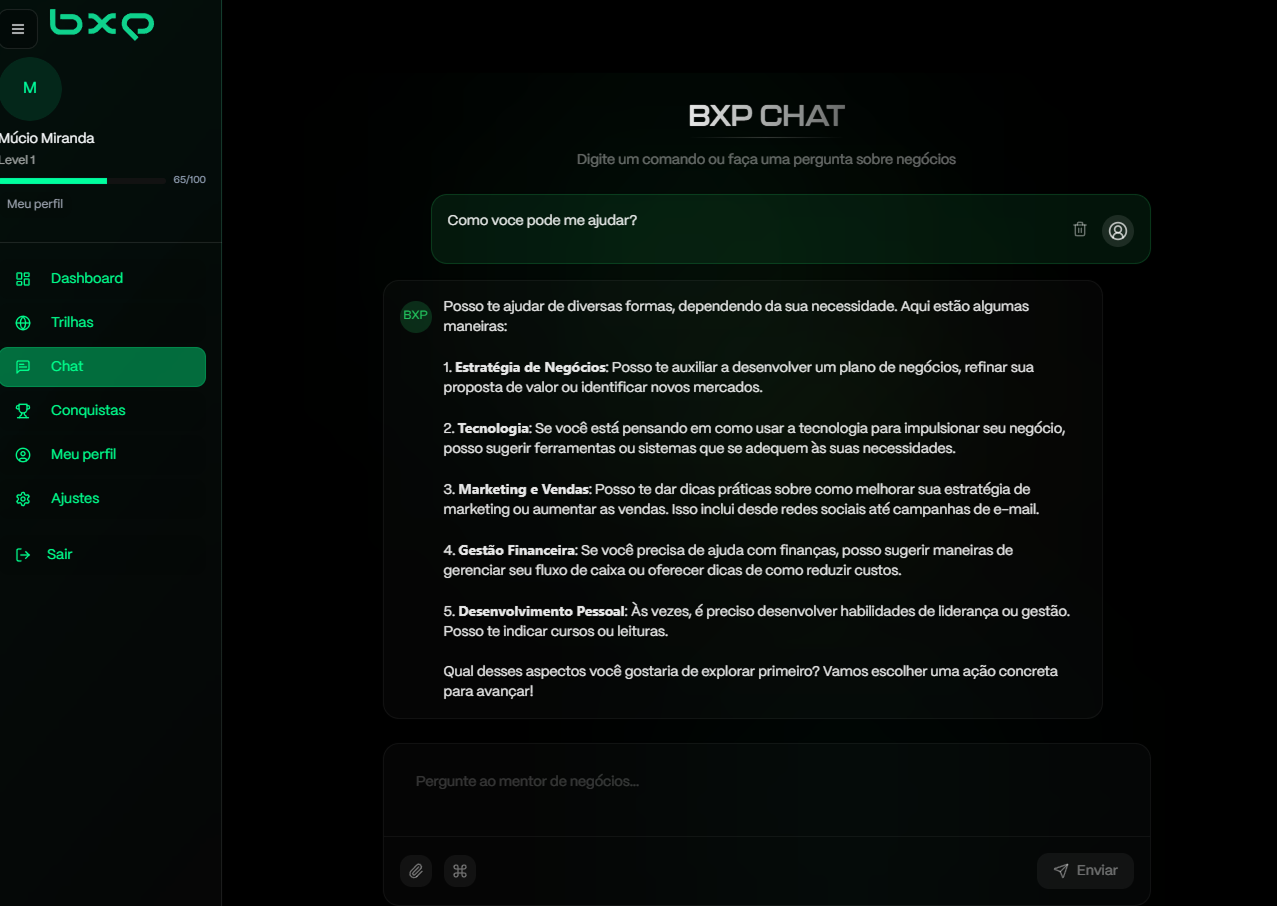 bxp
M
Múcio Miranda
Level 1
65/100
Meu perfil
Dashboard
Trilhas
Chat
Conquistas
Meu perfil
Ajustes
Sair
BXP CHAT
Digite um comando ou faça uma pergunta sobre negócios
Como voce pode me ajudar?
BXP
Posso te ajudar de diversas formas, dependendo da sua necessidade. Aqui estão algumas
maneiras:
1. Estratégia de Negócios: Posso te auxiliar a desenvolver um plano de negócios, refinar sua
proposta de valor ou identificar novos mercados.
2. Tecnologia: Se você está pensando em como usar a tecnologia para impulsionar seu negócio,
posso sugerir ferramentas ou sistemas que se adequem às suas necessidades.
3. Marketing e Vendas: Posso te dar dicas práticas sobre como melhorar sua estratégia de
marketing ou aumentar as vendas. Isso inclui desde redes sociais até campanhas de e-mail.
4. Gestão Financeira: Se você precisa de ajuda com finanças, posso sugerir maneiras de
gerenciar seu fluxo de caixa ou oferecer dicas de como reduzir custos.
5. Desenvolvimento Pessoal: Às vezes, é preciso desenvolver habilidades de liderança ou gestão.
Posso te indicar cursos ou leituras.
Qual desses aspectos você gostaria de explorar primeiro? Vamos escolher uma ação concreta
para avançar!
Pergunte ao mentor de negócios...
Enviar